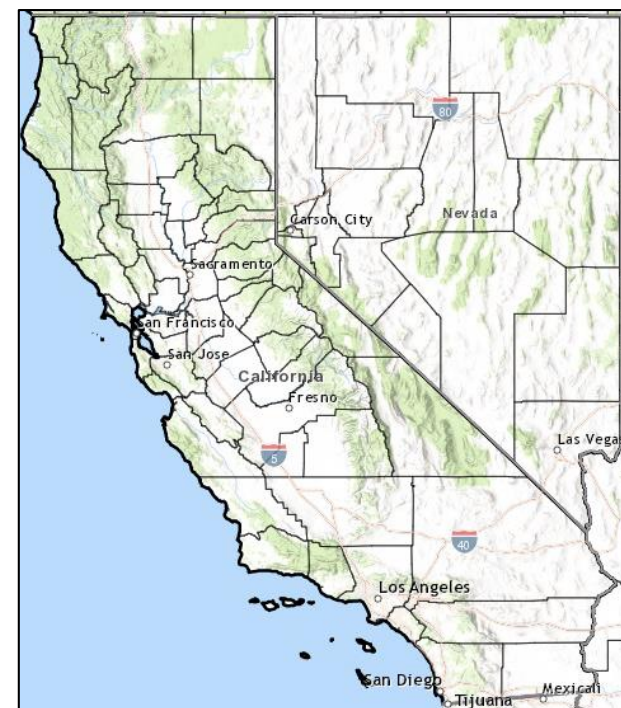 80
Nevada
Carson City
Sacramento
San Francisco
San Jose
California
Fresno
Las Vegas
5
40
Los Angeles
San Diego
Tijuana
Mexicali